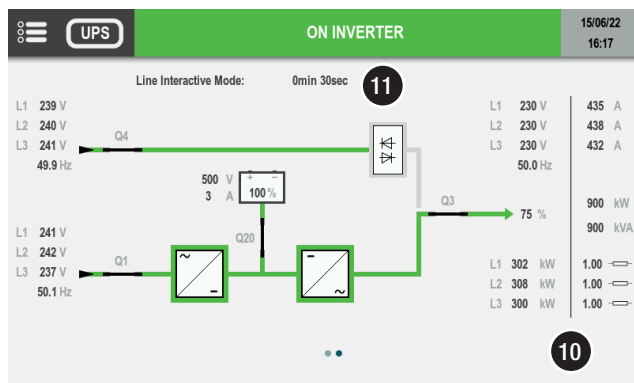 UPS ON INVERTER 15/06/22
16:17
Line Interactive Mode: 0min 30sec 11
L1 239 V
L2 240 V
L3 241 V
49.9 Hz
Q4
L1 230 V 435 A
L2 230 V 438 A
L3 230 V 432 A
50.0 Hz
500 V
3 A
+ -
100 %
Q20
Q3
75 %
900 kW
900 kVA
L1 241 V
L2 242 V
L3 237 V
50.1 Hz
Q1
~ -
- ~
L1 302 kW 1.00
L2 308 kW 1.00
L3 300 kW 1.00
10